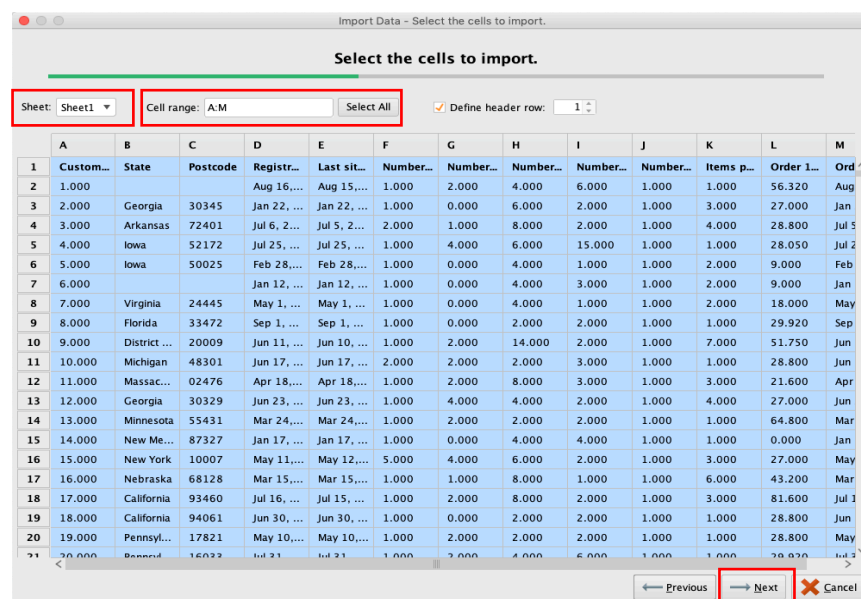 Import Data - Select the cells to import.
Select the cells to import.
Sheet: Sheet1 Cell range: A:M Select All Define header row: 1
A B C D E F G H I J K L M
1 Custom... State Postcode Registr... Last sit... Number... Number... Number... Number... Number... Items p... Order 1... Ord
2 1.000 Aug 16,... Aug 15,... 1.000 2.000 4.000 6.000 1.000 1.000 56.320 Aug
3 2.000 Georgia 30345 Jan 22, ... Jan 22, ... 1.000 0.000 6.000 2.000 1.000 3.000 27.000 Jan
4 3.000 Arkansas 72401 Jul 6, 2... Jul 5, 2... 2.000 1.000 8.000 2.000 1.000 4.000 28.800 Jul 5
5 4.000 Iowa 52172 Jul 25, ... Jul 25, ... 1.000 4.000 6.000 15.000 1.000 1.000 28.050 Jul 2
6 5.000 Iowa 50025 Feb 28,... Feb 28,... 1.000 0.000 4.000 1.000 1.000 2.000 9.000 Feb
7 6.000 Jan 12, ... Jan 12, ... 1.000 0.000 4.000 3.000 1.000 2.000 9.000 Jan
8 7.000 Virginia 24445 May 1, ... May 1, ... 1.000 0.000 4.000 1.000 1.000 2.000 18.000 May
9 8.000 Florida 33472 Sep 1, ... Sep 1, ... 1.000 0.000 2.000 2.000 1.000 1.000 29.920 Sep
10 9.000 District ... 20009 Jun 11, ... Jun 10, ... 1.000 2.000 14.000 2.000 1.000 7.000 51.750 Jun
11 10.000 Michigan 48301 Jun 17, ... Jun 17, ... 2.000 2.000 2.000 3.000 1.000 1.000 28.800 Jun
12 11.000 Massac... 02476 Apr 18,... Apr 18,... 1.000 2.000 8.000 3.000 1.000 3.000 21.600 Apr
13 12.000 Georgia 30329 Jun 23, ... Jun 23, ... 1.000 4.000 4.000 2.000 1.000 4.000 27.000 Jun
14 13.000 Minnesota 55431 Mar 24,... Mar 24,... 1.000 2.000 2.000 2.000 1.000 1.000 64.800 Mar
15 14.000 New Me... 87327 Jan 17, ... Jan 17, ... 1.000 0.000 4.000 4.000 1.000 1.000 0.000 Jan
16 15.000 New York 10007 May 11,... May 12,... 5.000 4.000 6.000 2.000 1.000 3.000 27.000 May
17 16.000 Nebraska 68128 Mar 15,... Mar 15,... 1.000 1.000 8.000 1.000 1.000 6.000 43.200 Mar
18 17.000 California 93460 Jul 16, ... Jul 15, ... 1.000 2.000 8.000 2.000 1.000 3.000 81.600 Jul 1
19 18.000 California 94061 Jun 30, ... Jun 30, ... 1.000 0.000 2.000 2.000 1.000 1.000 28.800 Jun
20 19.000 Pennsyl... 17821 May 10,... May 10,... 1.000 2.000 2.000 2.000 1.000 1.000 28.800 May
21 20.000 Pennsyl... 16033 Jul 31, ... Jul 31, ... 1.000 2.000 4.000 6.000 1.000 1.000 29.920 Jul 3
Previous Next Cancel